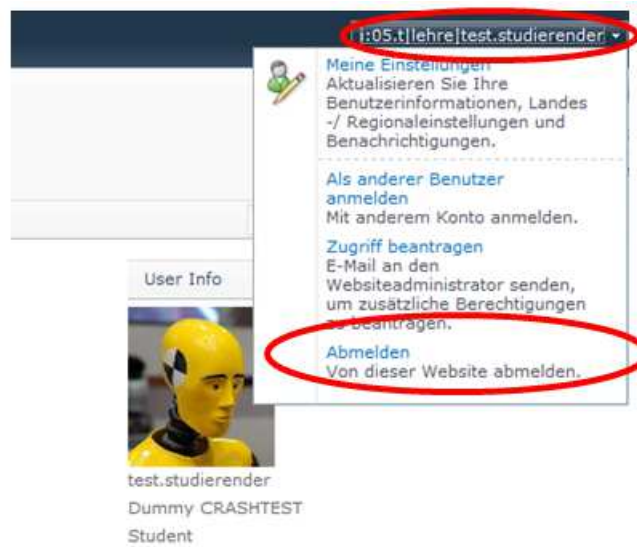 i:05.t|lehre|test.studierender
Meine Einstellungen
Aktualisieren Sie Ihre
Benutzerinformationen, Landes
-/ Regionaleinstellungen und
Benachrichtigungen.
Als anderer Benutzer
anmelden
Mit anderem Konto anmelden.
Zugriff beantragen
E-Mail an den
Websiteadministrator senden,
um zusätzliche Berechtigungen
zu beantragen.
Abmelden
Von dieser Website abmelden.
User Info
test.studierender
Dummy CRASHTEST
Student